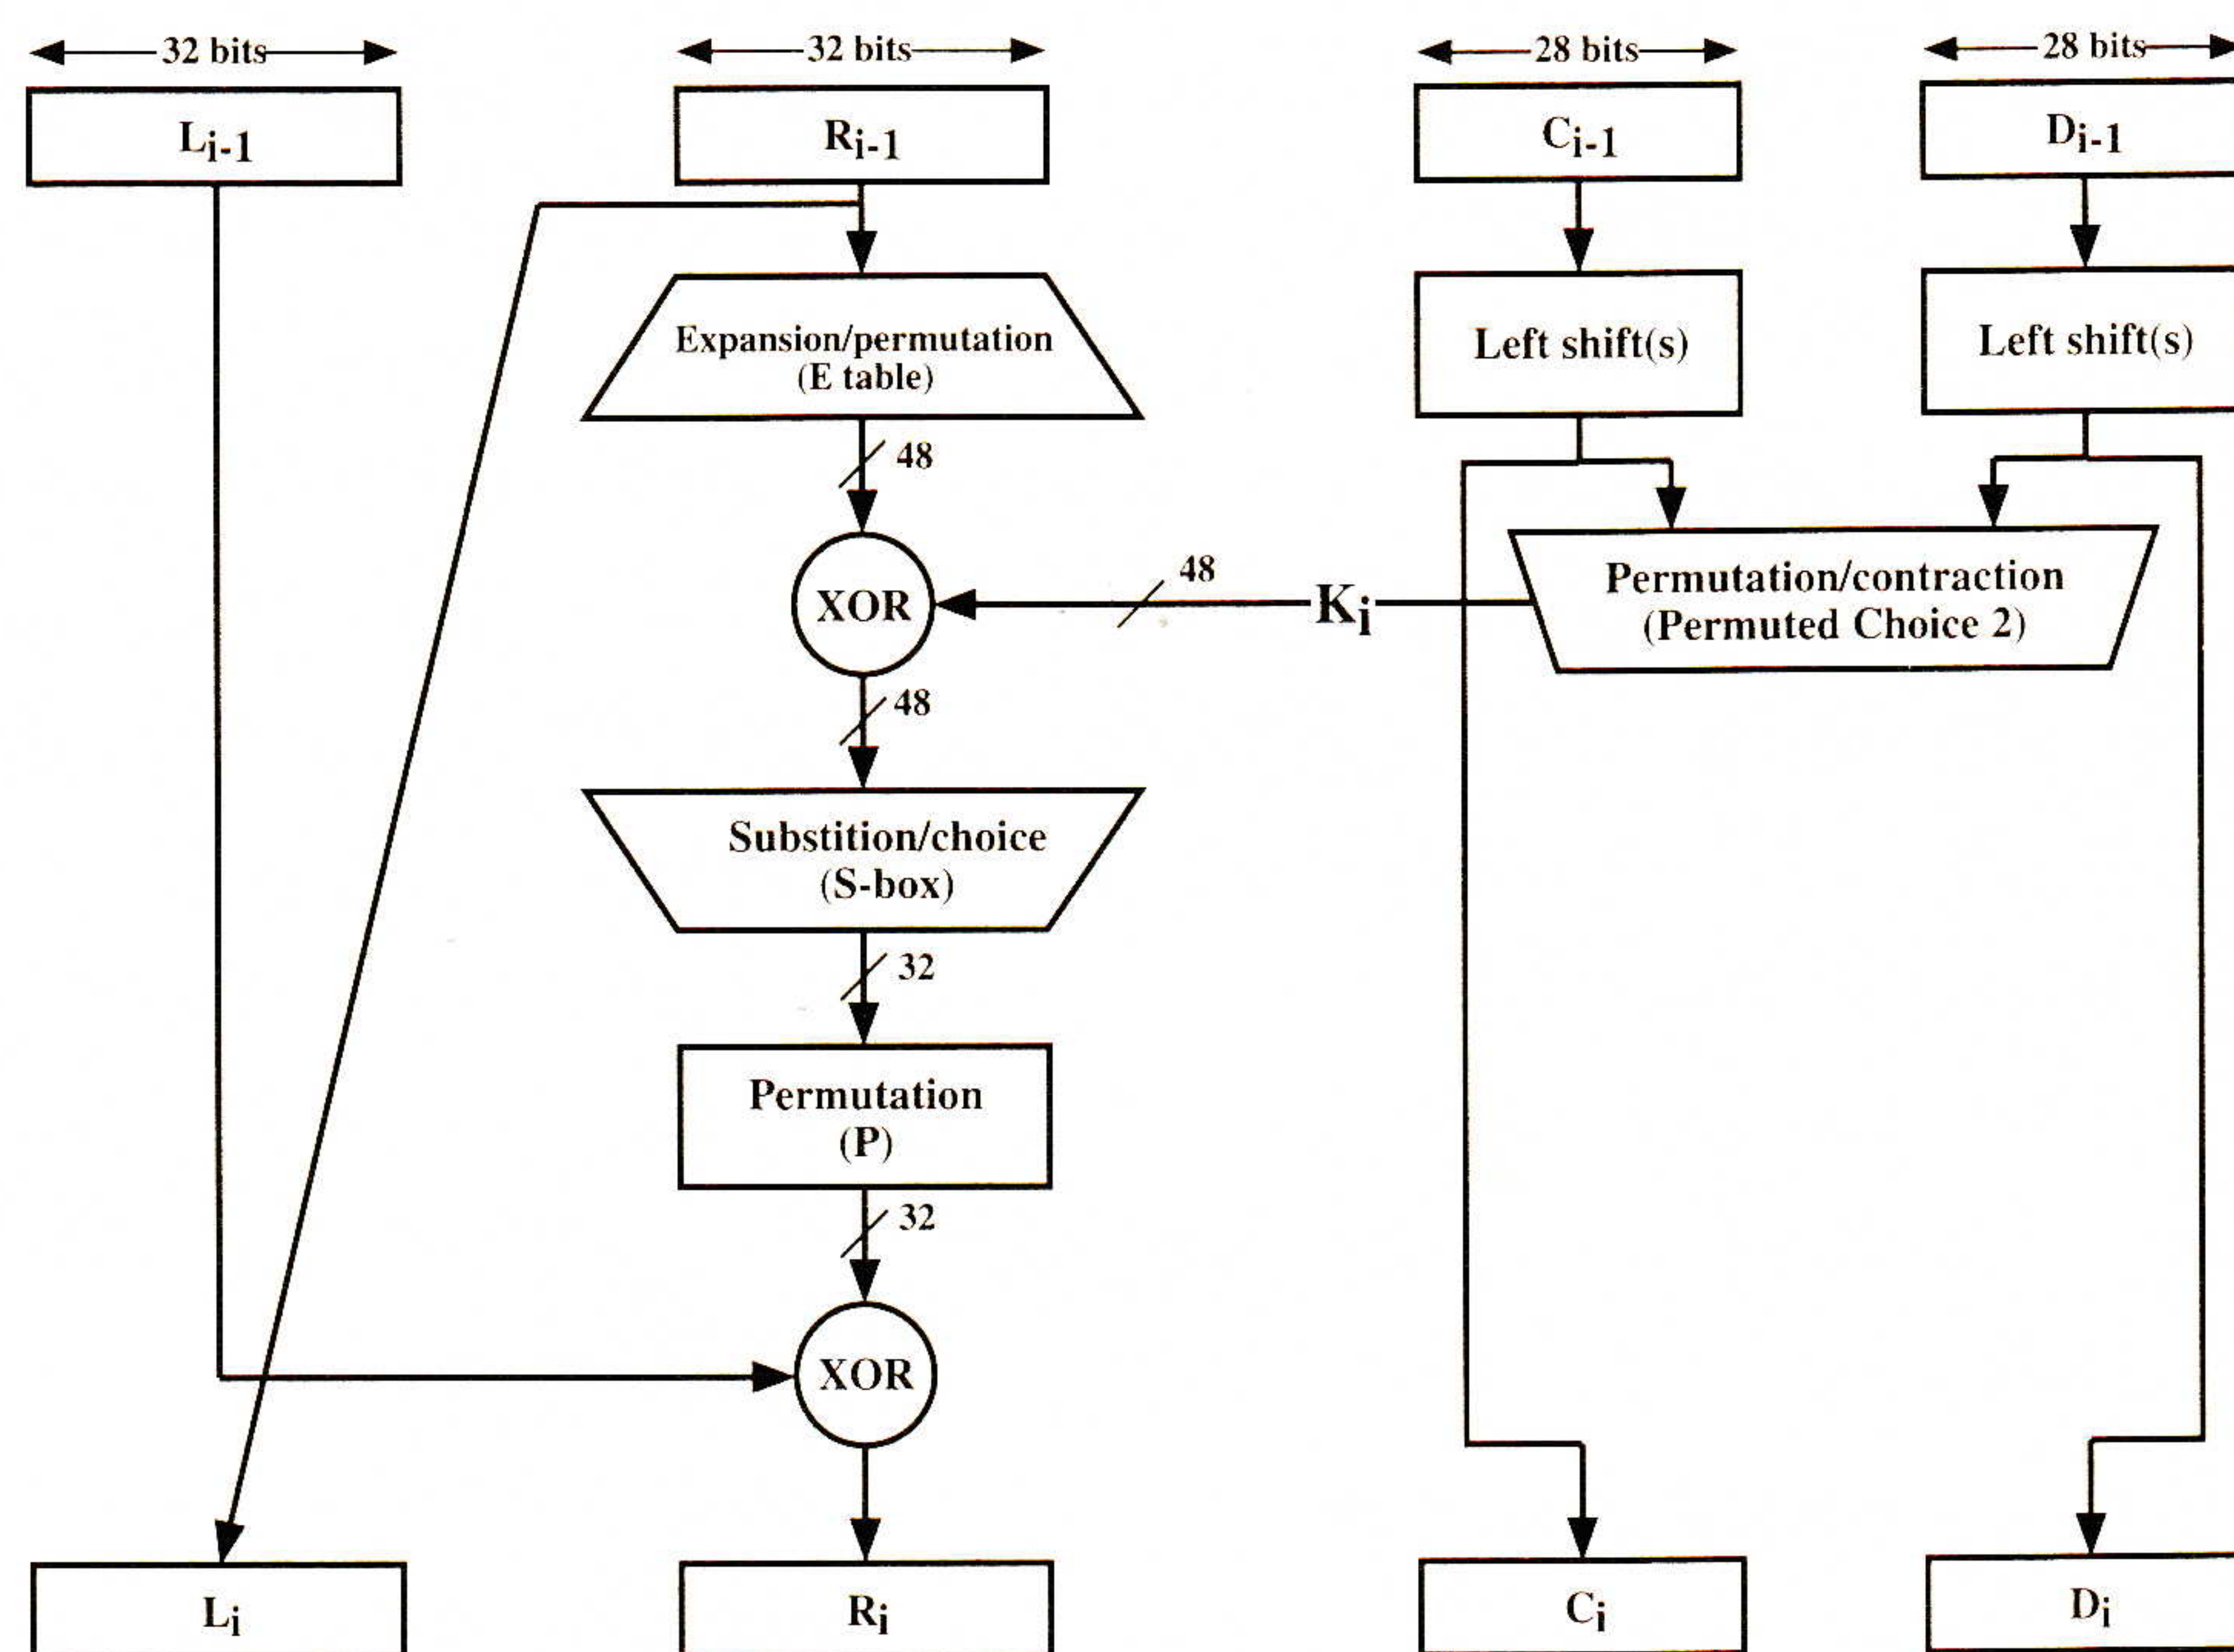 32 bits
32 bits
28 bits
28 bits
Li-1
Ri-1
Ci-1
Di-1
Expansion/permutation
(E table)
Left shift(s)
Left shift(s)
48
48
XOR
Ki
Permutation/contraction
(Permuted Choice 2)
48
Substition/choice
(S-box)
32
Permutation
(P)
32
XOR
Li
Ri
Ci
Di